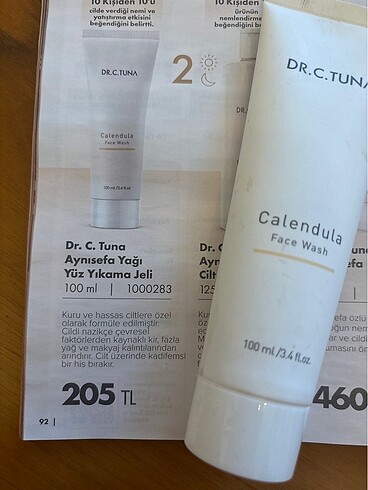 10 Kişiden 10'u
cilde verdiği nemi ve
yatıştırma etkisini
beğendiğini belirtti.
10 Kişiden
ürünün
nemlendirme
beğendiğini
DR.C.TUNA
Calendula
Face Wash
100 ml/3.4 fl.oz
2
Dr. C. Tuna
Aynısefa Yağı
Yüz Yıkama Jeli
100 ml | 1000283
Kuru ve hassas ciltlere özel
olarak formüle edilmiştir.
Cildi nazikçe çevresel
faktörlerden kaynaklı kir, fazla
yağ ve makyaj kalıntılarından
arındırır. Cilt üzerinde kadifemsi
bir his bırakır.
205 TL
92 |
Dr. C
Ayn
Cilt
125
460
DR.C.TUNA
Calendula
Face Wash
100 ml/3.4 fl.oz